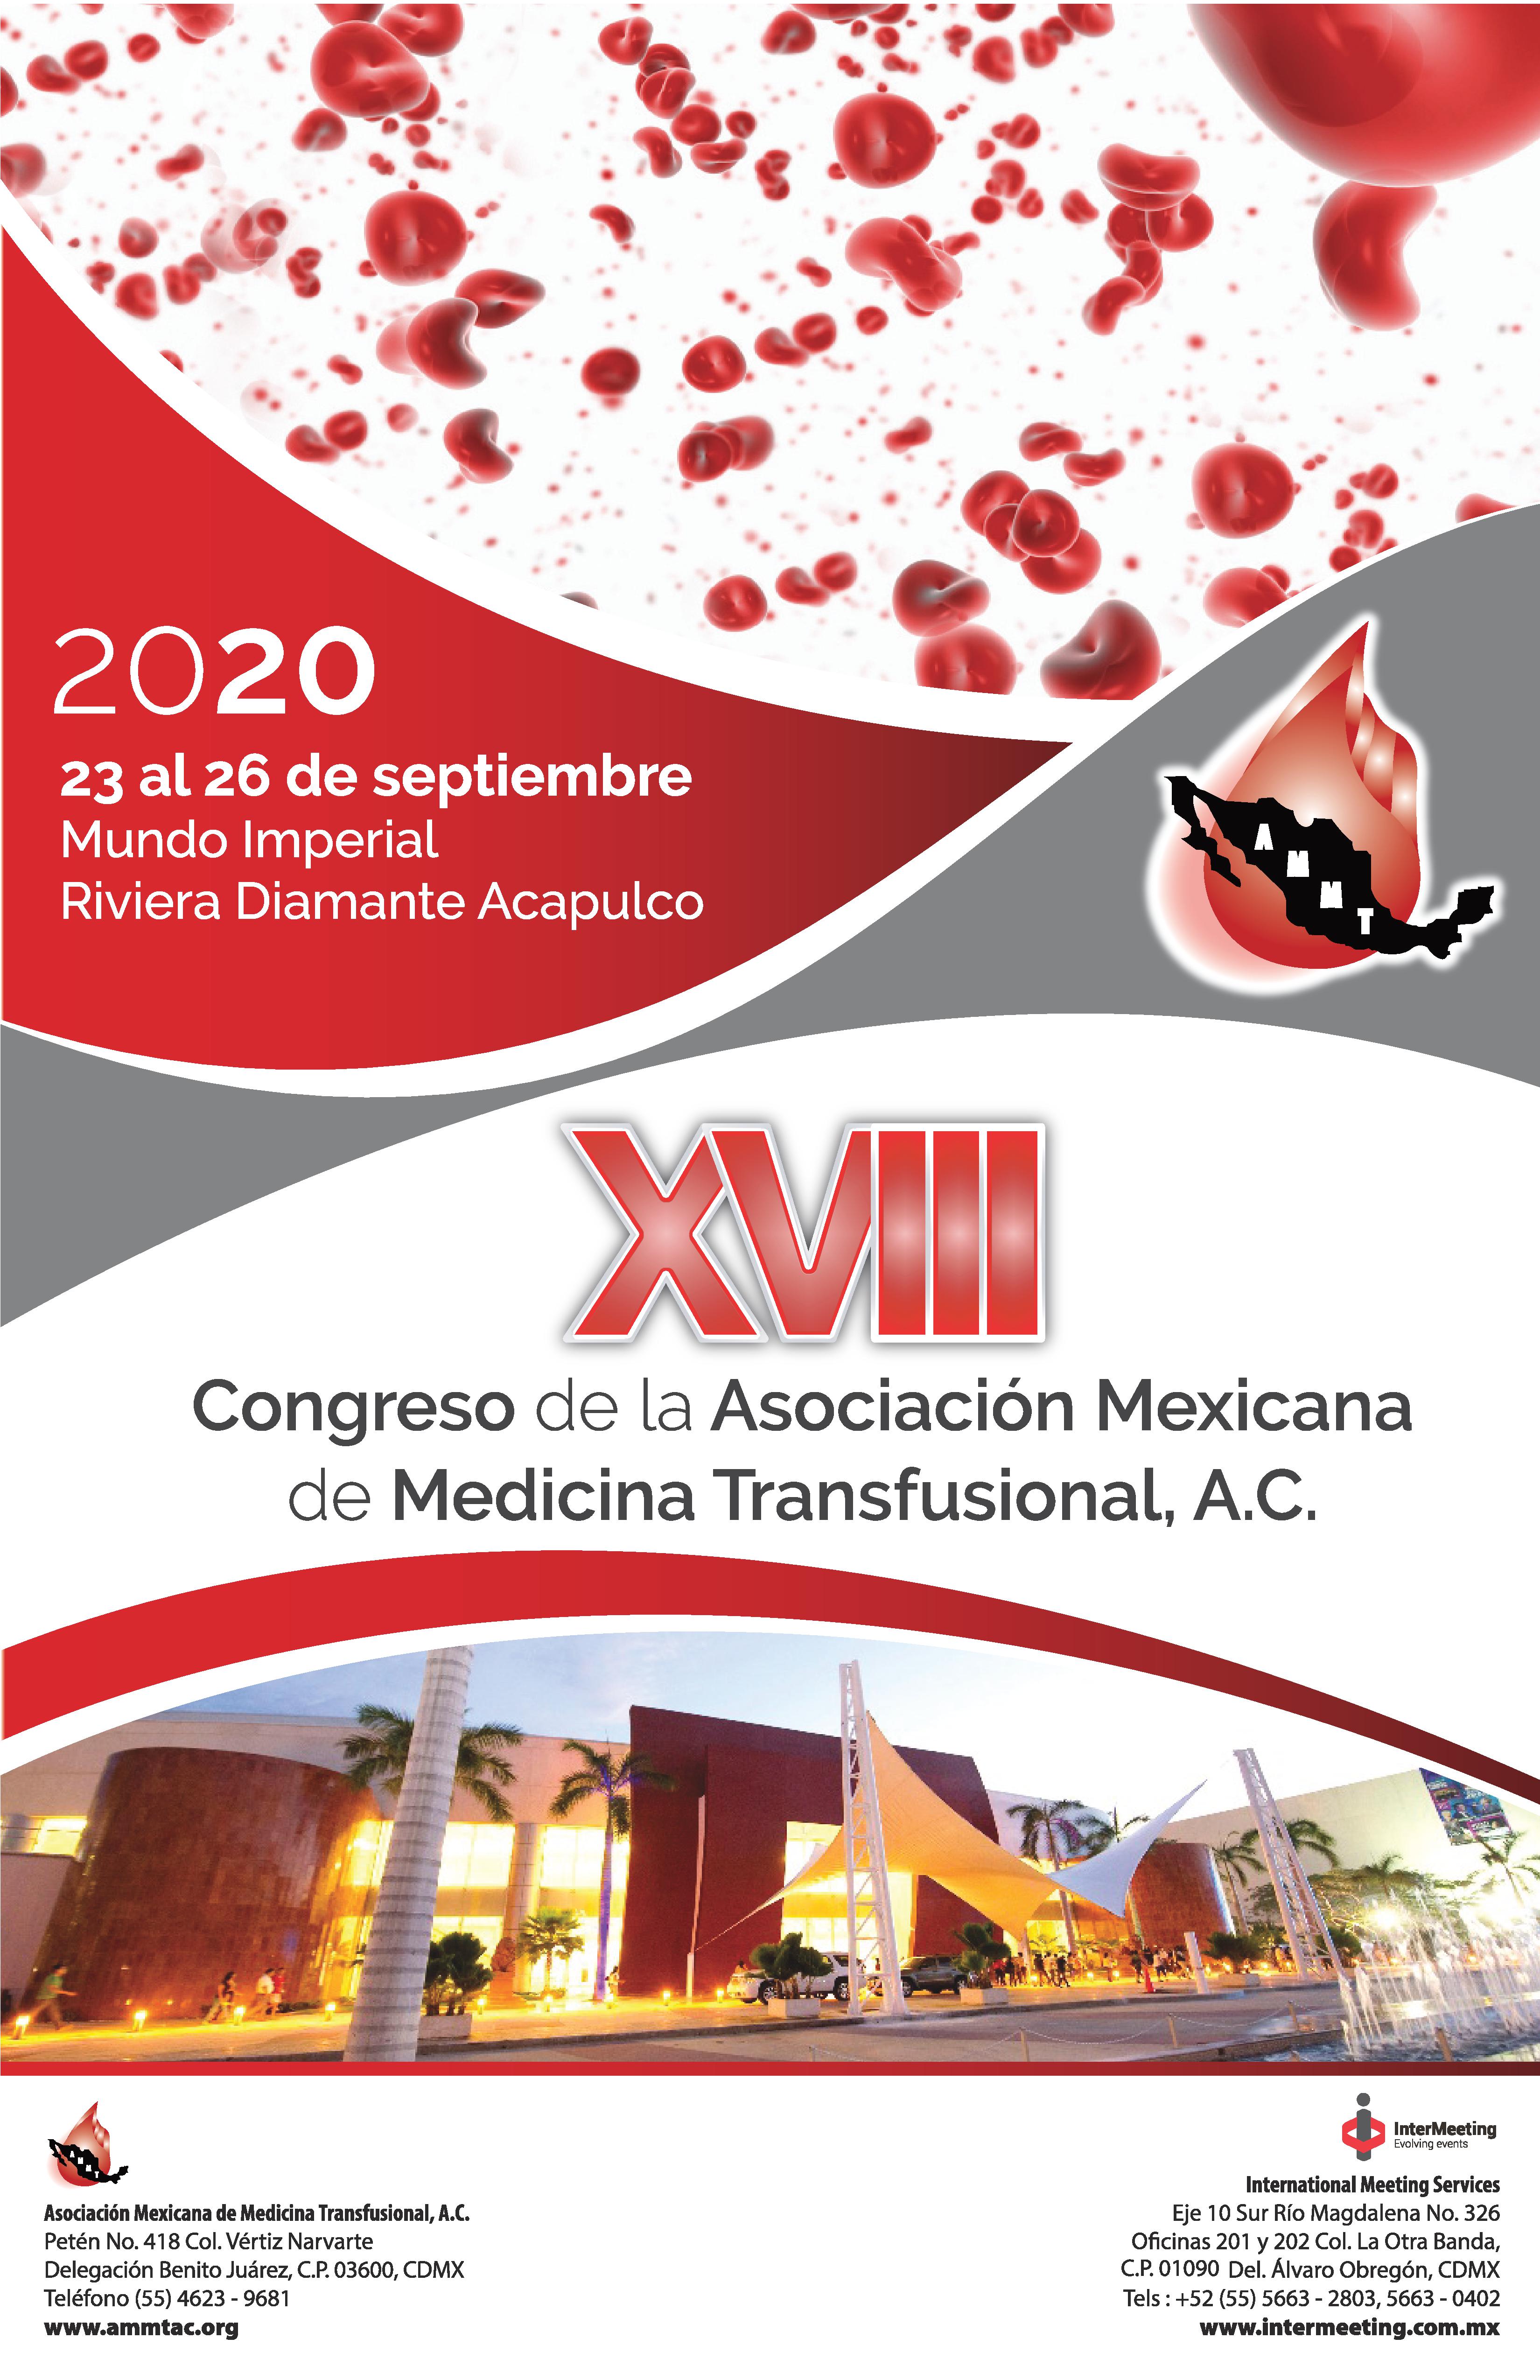 2020
23 al 26 de septiembre
Mundo Imperial
Riviera Diamante Acapulco
A
M
M
T
XVIII
Congreso de la Asociación Mexicana
de Medicina Transfusional, A.C.
A
M
M
T
Asociación Mexicana de Medicina Transfusional, A.C.
Petén No. 418 Col. Vértiz Narvarte
Delegación Benito Juárez, C.P. 03600, CDMX
Teléfono (55) 4623 - 9681
www.ammtac.org
InterMeeting
Evolving events
International Meeting Services
Eje 10 Sur Río Magdalena No. 326
Oficinas 201 y 202 Col. La Otra Banda,
C.P. 01090 Del. Álvaro Obregón, CDMX
Tels : +52 (55) 5663 - 2803, 5663 - 0402
www.intermeeting.com.mx